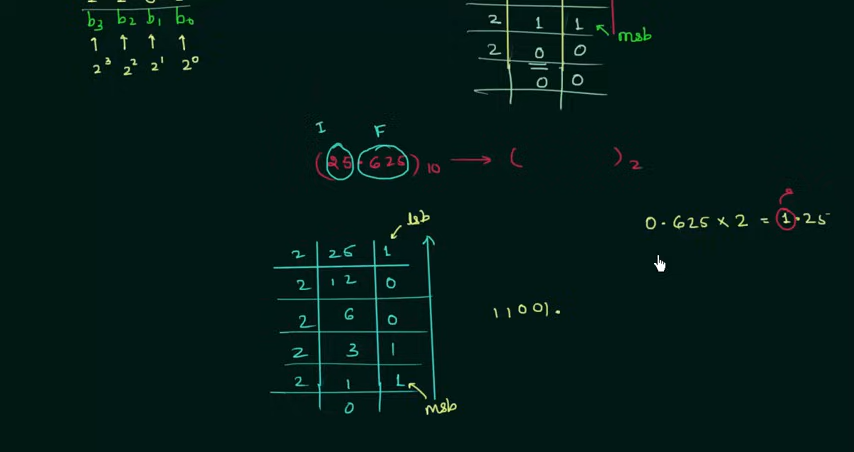 b3 b2 b1 b0
↑ ↑ ↑ ↑
2^3 2^2 2^1 2^0
2 | 1 | 1
msb
2 | 0 | 0
0 | 0
I F
(25.625)10 → ( )2
0.625 × 2 = 1.25
lsb
2 | 25 | 1
2 | 12 | 0
2 | 6 | 0
2 | 3 | 1
2 | 1 | 1
0
msb
11001.